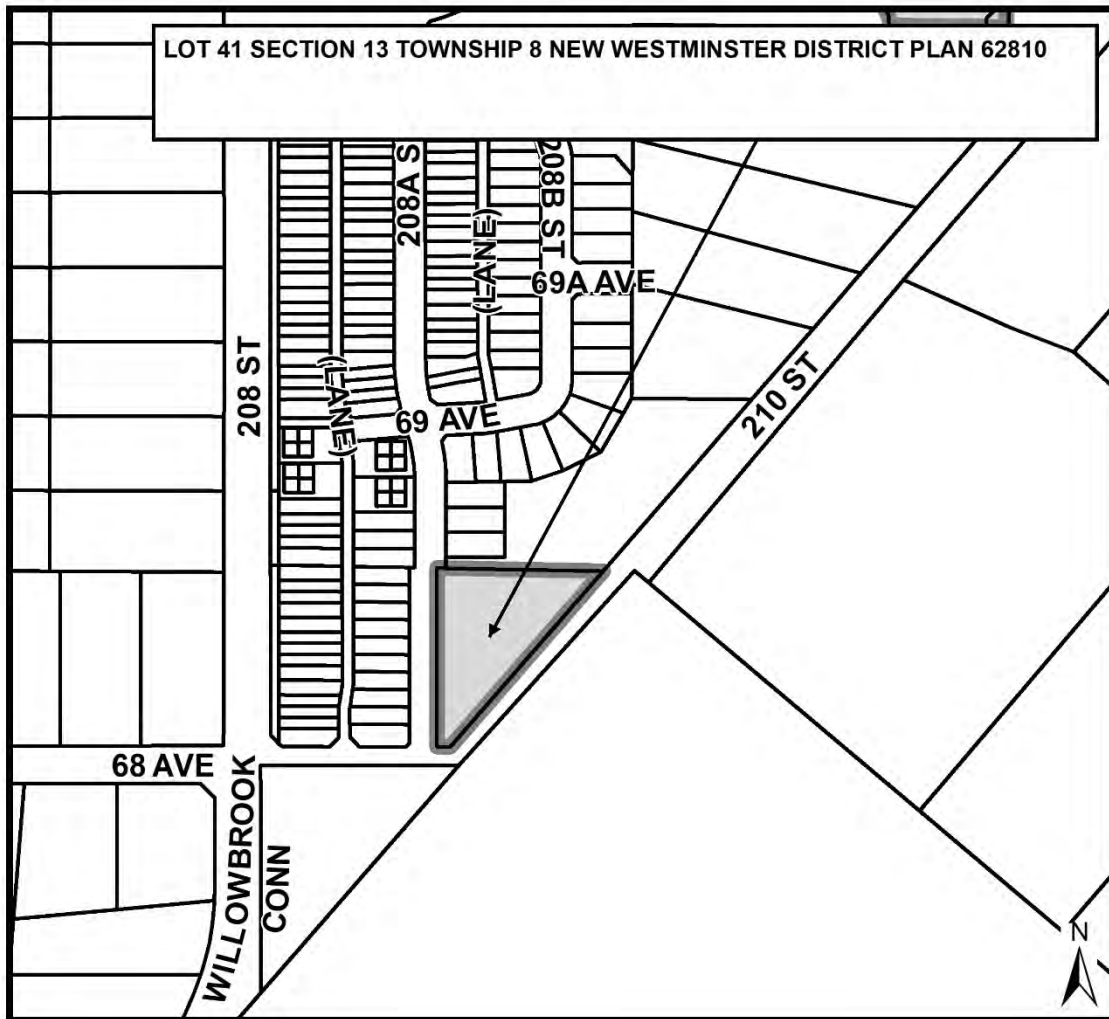 LOT 41 SECTION 13 TOWNSHIP 8 NEW WESTMINSTER DISTRICT PLAN 62810
208A S
208B ST
(LANE)
69A AVE
208 ST
(LANE)
210 ST
69 AVE
68 AVE
WILLOWBROOK
CONN
N